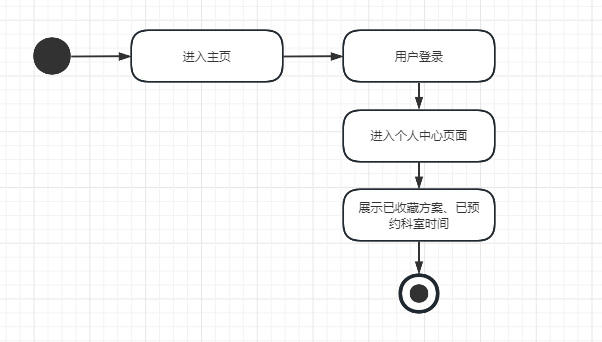 进入主页
用户登录
进入个人中心页面
展示已收藏方案、已预
约科室时间